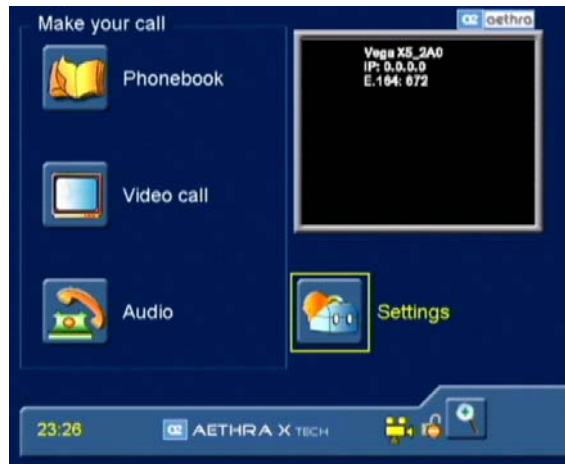 Make your call
aethra
Vega X5_2A0
IP: 0.0.0.0
E.164: 672
Phonebook
Video call
Audio
Settings
23:26
AETHRA X TECH